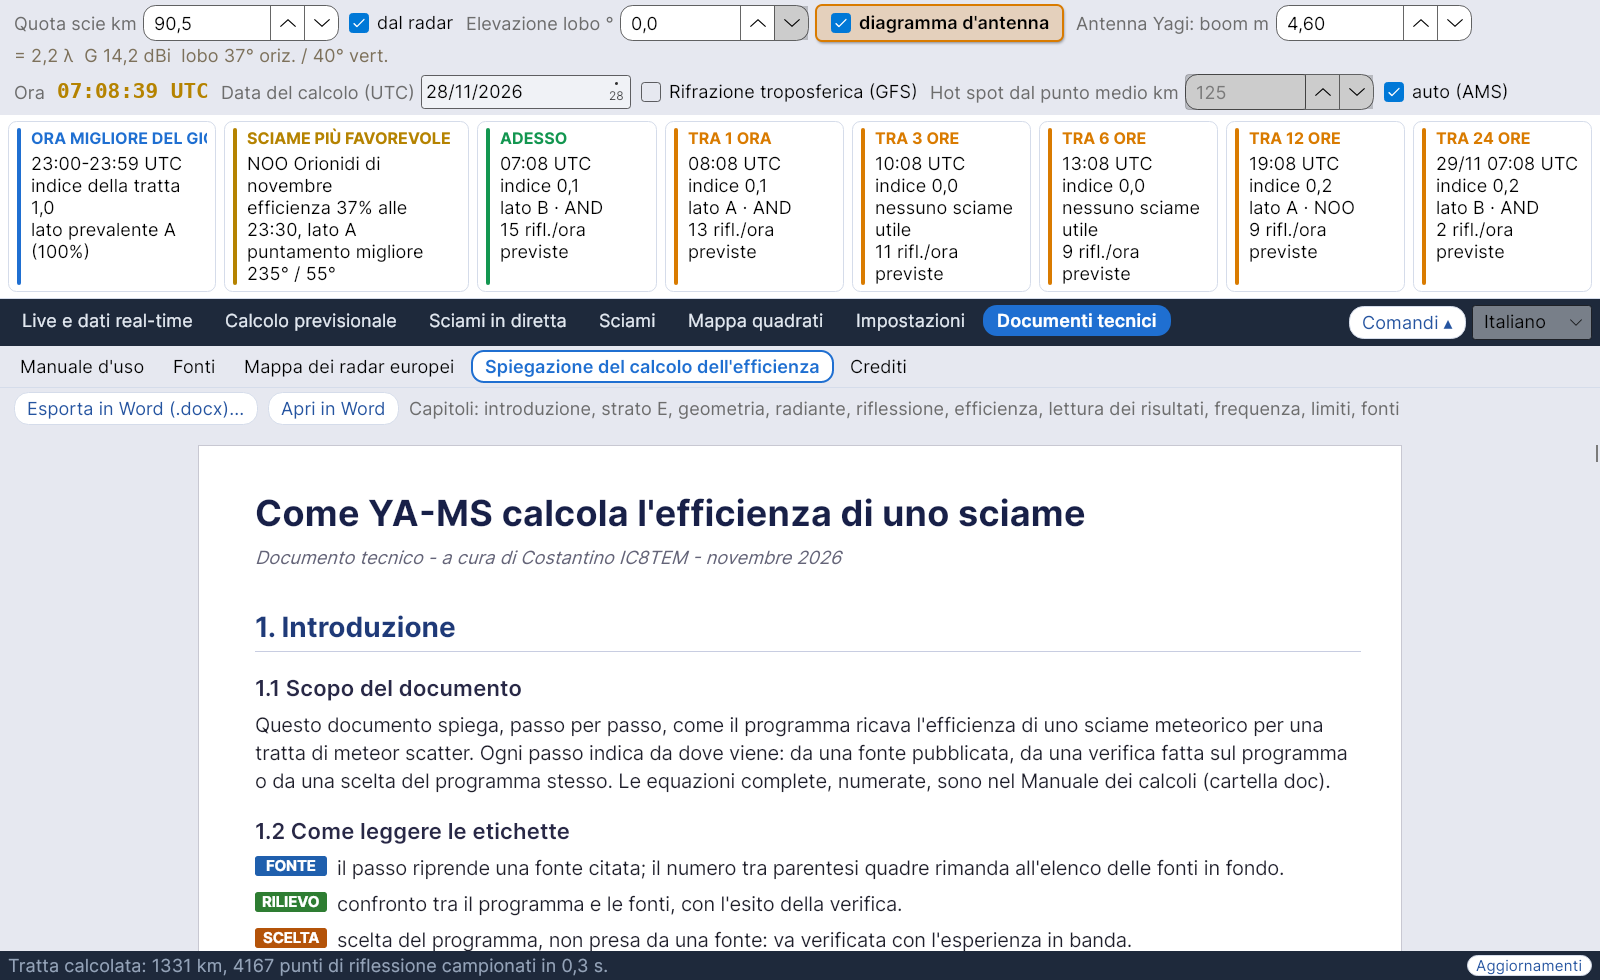 Quota scie km 90,5 dal radar Elevazione lobo ° 0,0 diagramma d'antenna Antenna Yagi: boom m 4,60
= 2,2 λ G 14,2 dBi lobo 37° oriz. / 40° vert.
Ora 07:08:39 UTC Data del calcolo (UTC) 28/11/2026 28 Rifrazione troposferica (GFS) Hot spot dal punto medio km 125 auto (AMS)
ORA MIGLIORE DEL GIO
23:00-23:59 UTC
indice della tratta
1,0
lato prevalente A
(100%)
SCIAME PIÙ FAVOREVOLE
NOO Orionidi di
novembre
efficienza 37% alle
23:30, lato A
puntamento migliore
235° / 55°
ADESSO
07:08 UTC
indice 0,1
lato B · AND
15 rifl./ora
previste
TRA 1 ORA
08:08 UTC
indice 0,1
lato A · AND
13 rifl./ora
previste
TRA 3 ORE
10:08 UTC
indice 0,0
nessuno sciame
utile
11 rifl./ora
previste
TRA 6 ORE
13:08 UTC
indice 0,0
nessuno sciame
utile
9 rifl./ora
previste
TRA 12 ORE
19:08 UTC
indice 0,2
lato A · NOO
9 rifl./ora
previste
TRA 24 ORE
29/11 07:08 UTC
indice 0,2
lato B · AND
2 rifl./ora
previste
Live e dati real-time Calcolo previsionale Sciami in diretta Sciami Mappa quadrati Impostazioni Documenti tecnici Comandi ▴ Italiano
Manuale d'uso Fonti Mappa dei radar europei Spiegazione del calcolo dell'efficienza Crediti
Esporta in Word (.docx)... Apri in Word Capitoli: introduzione, strato E, geometria, radiante, riflessione, efficienza, lettura dei risultati, frequenza, limiti, fonti
Come YA-MS calcola l'efficienza di uno sciame
Documento tecnico - a cura di Costantino IC8TEM - novembre 2026
1. Introduzione
1.1 Scopo del documento
Questo documento spiega, passo per passo, come il programma ricava l'efficienza di uno sciame meteorico per una
tratta di meteor scatter. Ogni passo indica da dove viene: da una fonte pubblicata, da una verifica fatta sul programma
o da una scelta del programma stesso. Le equazioni complete, numerate, sono nel Manuale dei calcoli (cartella doc).
1.2 Come leggere le etichette
FONTE il passo riprende una fonte citata; il numero tra parentesi quadre rimanda all'elenco delle fonti in fondo.
RILIEVO confronto tra il programma e le fonti, con l'esito della verifica.
SCELTA scelta del programma, non presa da una fonte: va verificata con l'esperienza in banda.
Tratta calcolata: 1331 km, 4167 punti di riflessione campionati in 0,3 s. Aggiornamenti